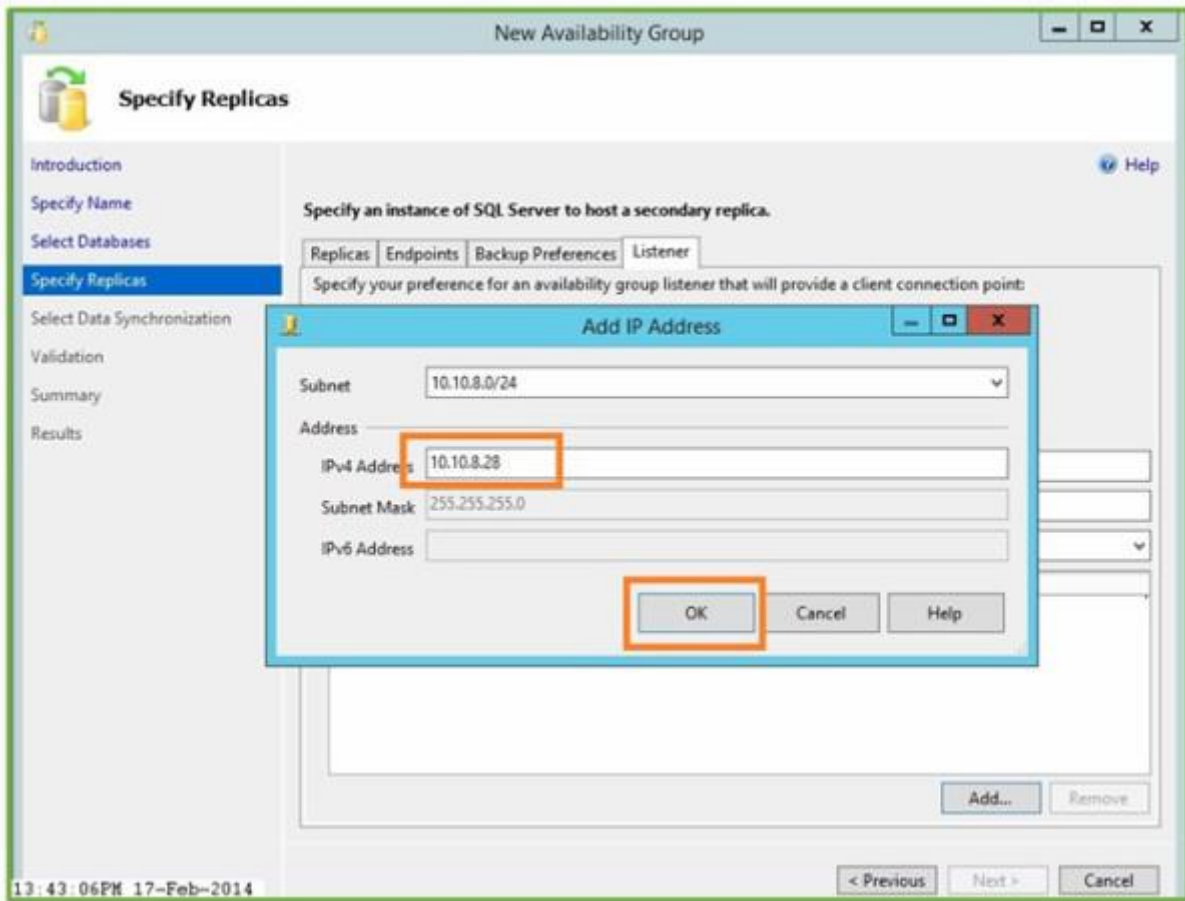 New Availability Group
Specify Replicas
Introduction
Help
Specify Name
Specify an instance of SQL Server to host a secondary replica.
Select Databases
Replicas Endpoints Backup Preferences Listener
Specify Replicas
Specify your preference for an availability group listener that will provide a client connection point:
Select Data Synchronization
Validation
Summary
Results
Add IP Address
Subnet 10.10.8.0/24
Address
IPv4 Address 10.10.8.28
Subnet Mask 255.255.255.0
IPv6 Address
OK Cancel Help
Add... Remove
< Previous Next > Cancel
13:43:06PM 17-Feb-2014